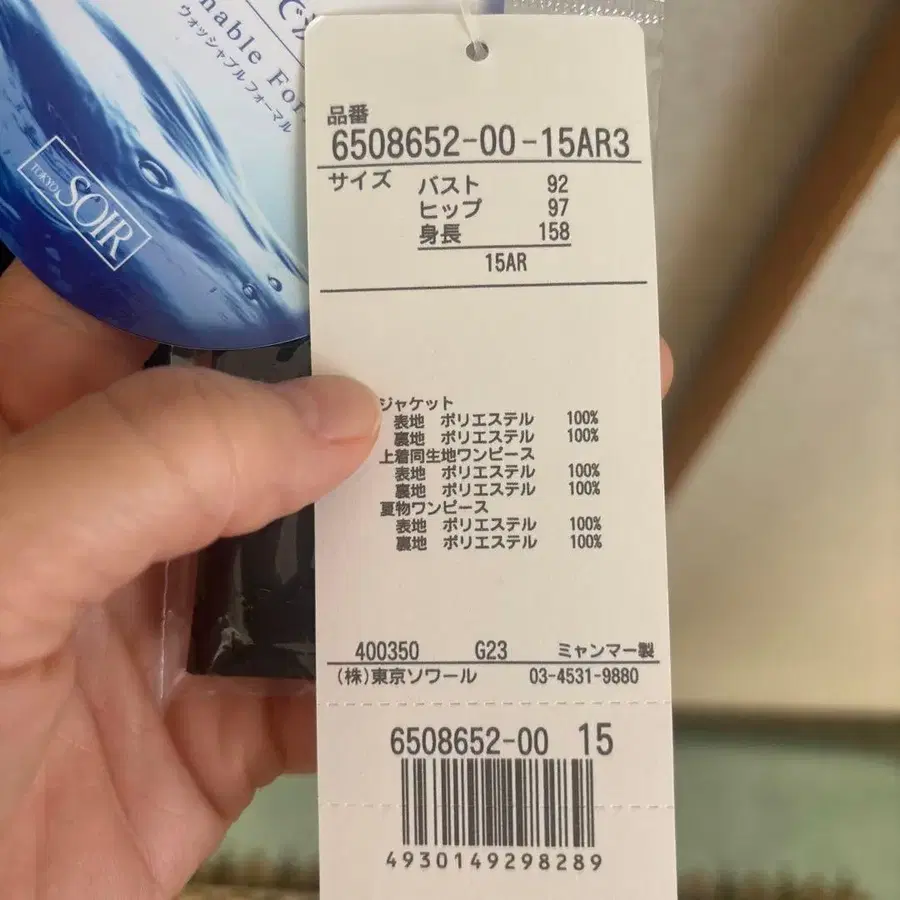 nable For
ウォッシャブル フォーマル
TOKYO
SOIR
品番
6508652-00-15AR3
サイズ バスト 92
ヒップ 97
身長 158
15AR
ジャケット
表地 ポリエステル 100%
裏地 ポリエステル 100%
上着同生地ワンピース
表地 ポリエステル 100%
裏地 ポリエステル 100%
夏物ワンピース
表地 ポリエステル 100%
裏地 ポリエステル 100%
400350 G23 ミャンマー製
(株)東京ソワール 03-4531-9880
6508652-00 15
4930149298289